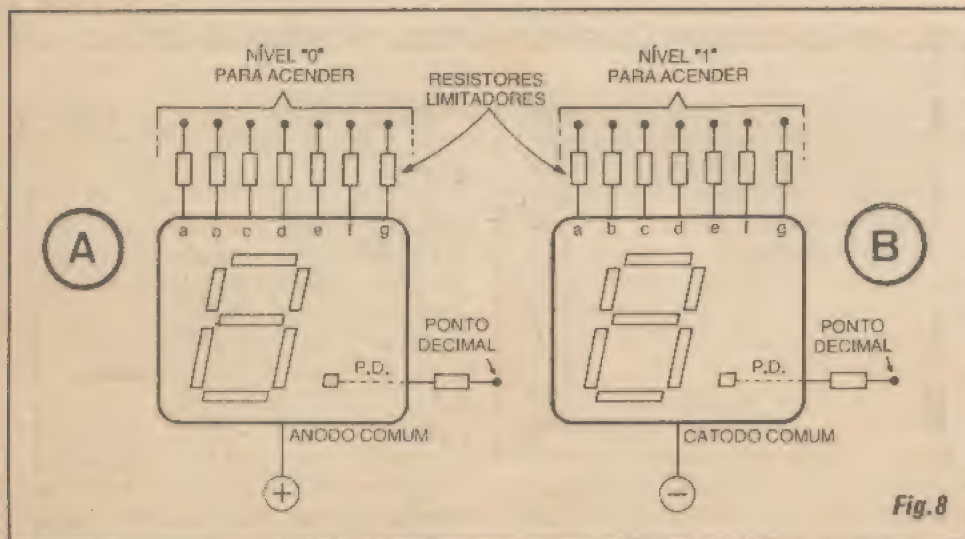 NÍVEL "0"
PARA ACENDER
RESISTORES
LIMITADORES
NÍVEL "1"
PARA ACENDER
A
a b c d e f g
P.D.
PONTO
DECIMAL
ANODO COMUM
+
B
a b c d e f g
P.D.
PONTO
DECIMAL
CATODO COMUM
−
Fig.8